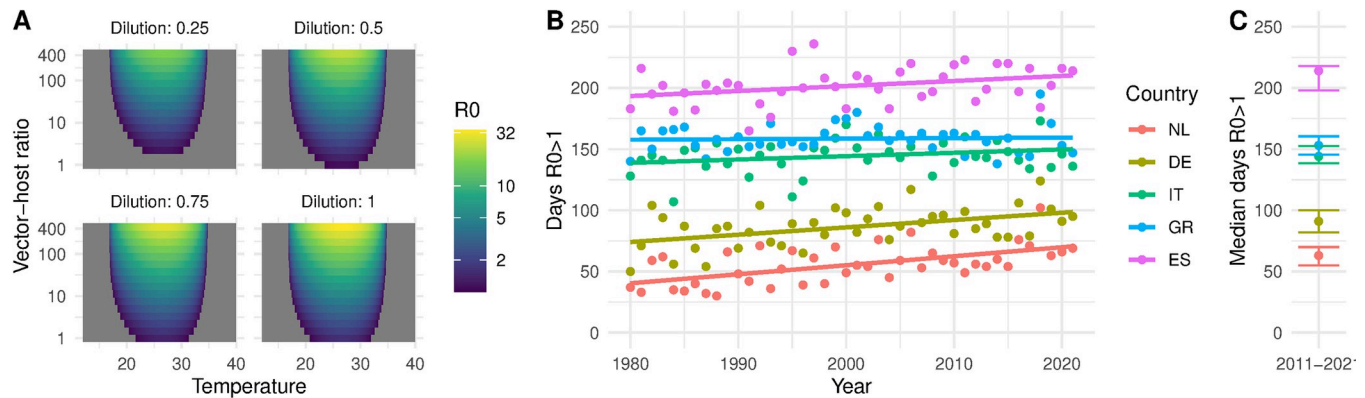 A
Dilution: 0.25
Dilution: 0.5
400
100
10
1
Dilution: 0.75
Dilution: 1
400
100
10
1
20
30
40
20
30
40
Temperature
Vector−host ratio
R0
32
10
5
2
B
250
200
150
100
50
0
Days R0>1
1980
1990
2000
2010
2020
Year
Country
NL
DE
IT
GR
ES
C
250
200
150
100
50
0
Median days R0>1
2011−2021